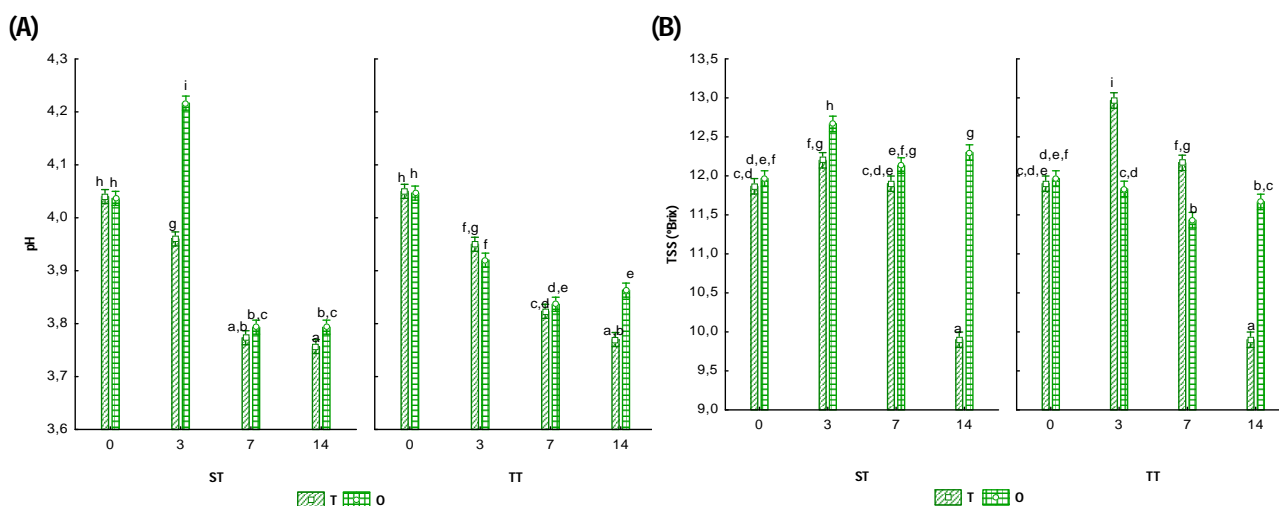 (A)
(B)
pH
4,3
4,2
4,1
4,0
3,9
3,8
3,7
3,6
h h
g
i
a,b
b,c
a
b,c
h h
f,g
f
c,d
d,e
a,b
e
0 3 7 14
0 3 7 14
ST
TT
T O
TSS (°Brix)
13,5
13,0
12,5
12,0
11,5
11,0
10,5
10,0
9,5
9,0
c,d
d,e,f
f,g
h
c,d,e
e,f,g
a
g
c,d,e
d,e,f
i
c,d
f,g
b
a
b,c
0 3 7 14
0 3 7 14
ST
TT
T O